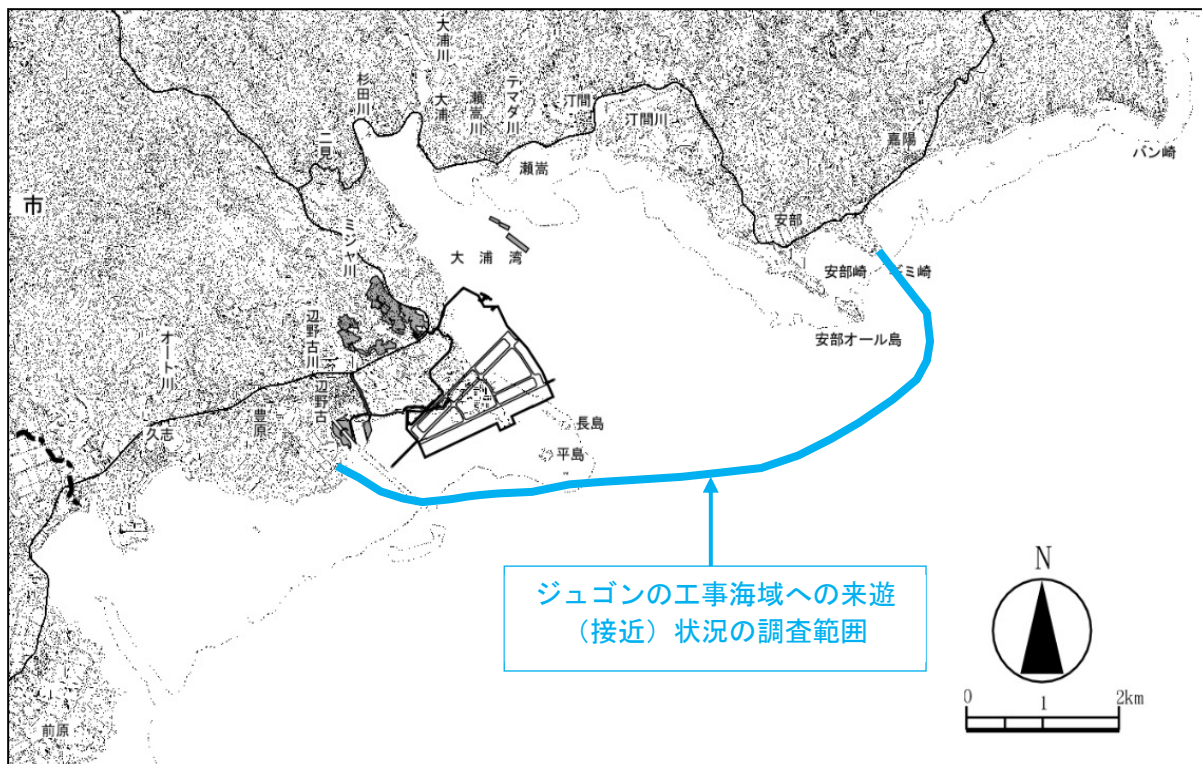 大浦川
大浦
杉田川
瀬嵩川
テマダ川
汀間
汀間川
二見
瀬嵩
嘉陽
バン崎
市
ミジャ川
大浦湾
安部
安部崎
ギミ崎
安部オール島
辺野古川
辺野古
オート川
豊原
久志
長島
平島
ジュゴンの工事海域への来遊
(接近)状況の調査範囲
前原
N
0 1 2km